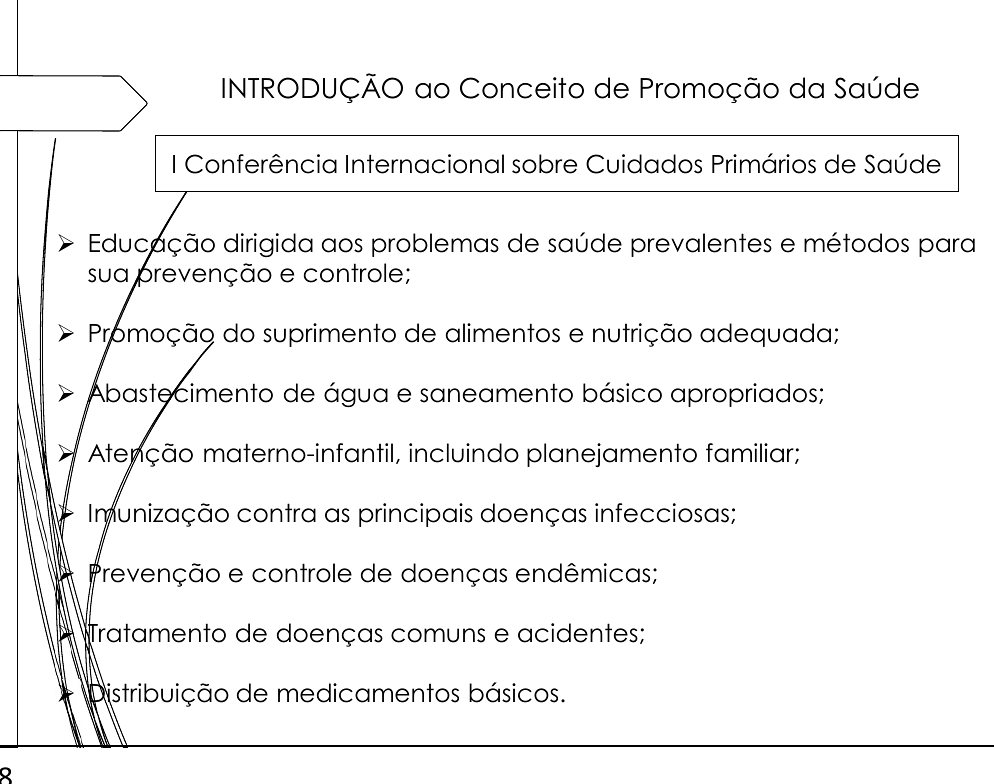 INTRODUÇÃO ao Conceito de Promoção da Saúde
I Conferência Internacional sobre Cuidados Primários de Saúde
⮚ Educação dirigida aos problemas de saúde prevalentes e métodos para
sua prevenção e controle;
⮚ Promoção do suprimento de alimentos e nutrição adequada;
⮚ Abastecimento de água e saneamento básico apropriados;
⮚ Atenção materno-infantil, incluindo planejamento familiar;
⮚ Imunização contra as principais doenças infecciosas;
⮚ Prevenção e controle de doenças endêmicas;
⮚ Tratamento de doenças comuns e acidentes;
⮚ Distribuição de medicamentos básicos.
8